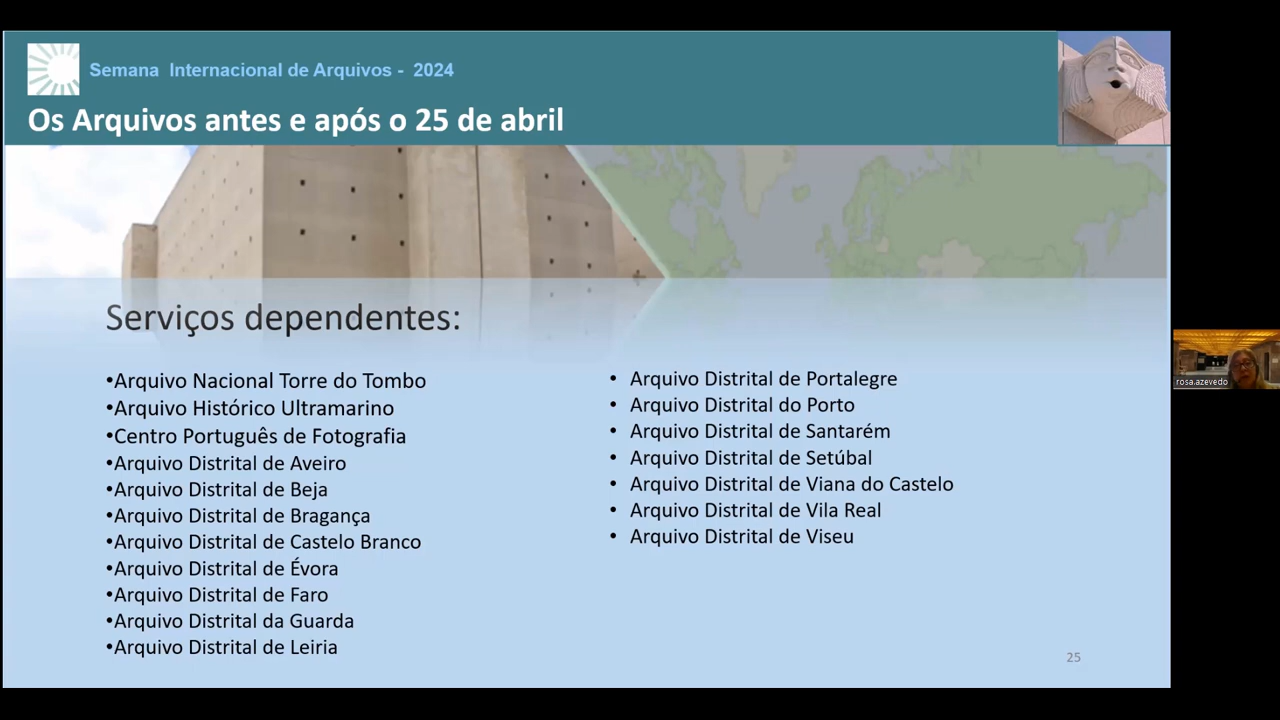 Semana Internacional de Arquivos - 2024
Os Arquivos antes e após o 25 de abril
Serviços dependentes:
•Arquivo Nacional Torre do Tombo
•Arquivo Histórico Ultramarino
•Centro Português de Fotografia
•Arquivo Distrital de Aveiro
•Arquivo Distrital de Beja
•Arquivo Distrital de Bragança
•Arquivo Distrital de Castelo Branco
•Arquivo Distrital de Évora
•Arquivo Distrital de Faro
•Arquivo Distrital da Guarda
•Arquivo Distrital de Leiria
• Arquivo Distrital de Portalegre
• Arquivo Distrital do Porto
• Arquivo Distrital de Santarém
• Arquivo Distrital de Setúbal
• Arquivo Distrital de Viana do Castelo
• Arquivo Distrital de Vila Real
• Arquivo Distrital de Viseu
25
rosa.azevedo